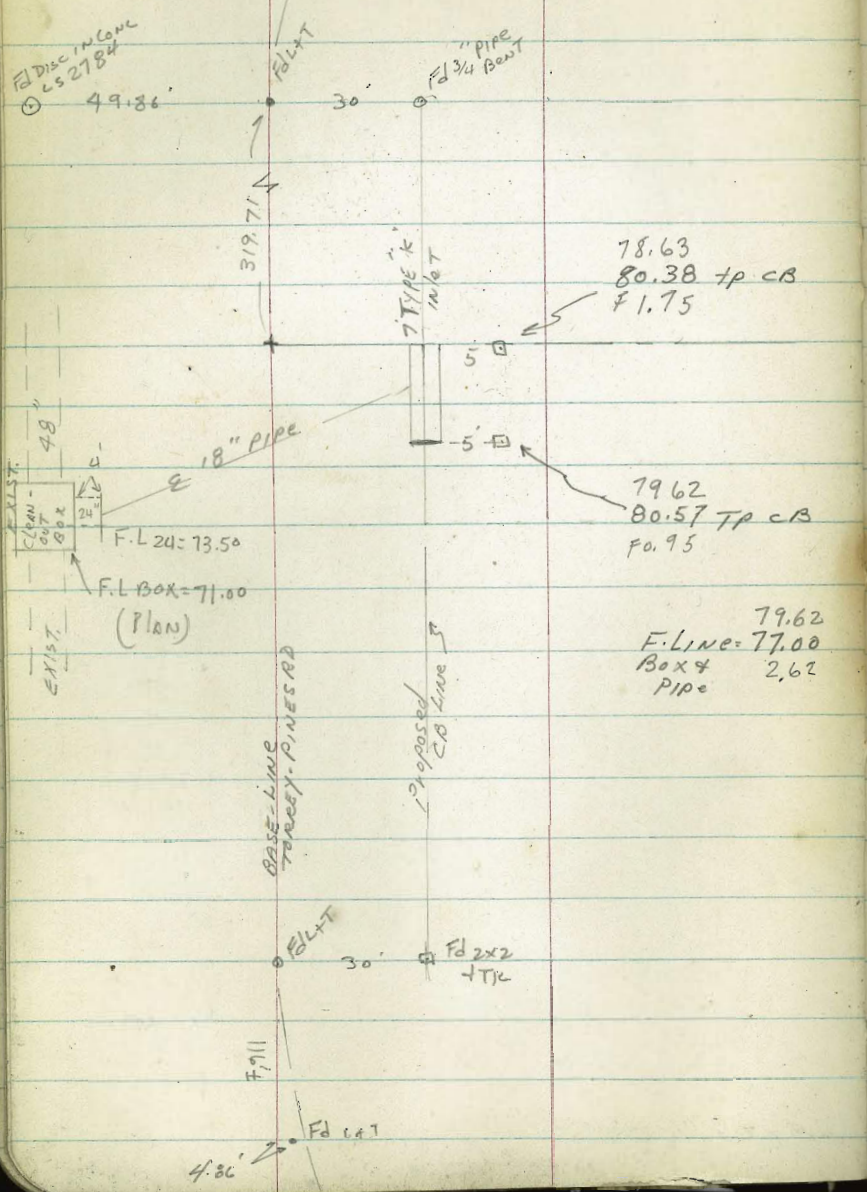 Fd Disc in Conc
LS 2784
49.86
Fd L+T
30
Fd 3/4" Pipe
Bent
319.71
7' Type "K"
Inlet
78.63
80.38 tp CB
F 1.75
5'
5'
18" Pipe
48"
EXIST.
CLEAN-
OUT
BOX
4'
24"
F.L 24 = 73.50
F.L BOX = 71.00
(PLAN)
EXIST.
79.62
80.57 TP CB
F 0.95
79.62
F.Line = 77.00
Box & 2.62
Pipe
BASE-LINE
TORREY-PINES RD
Proposed
CB Line
Fd L+T
30'
Fd 2x2
+ Tk
Fd L+T
4.86'